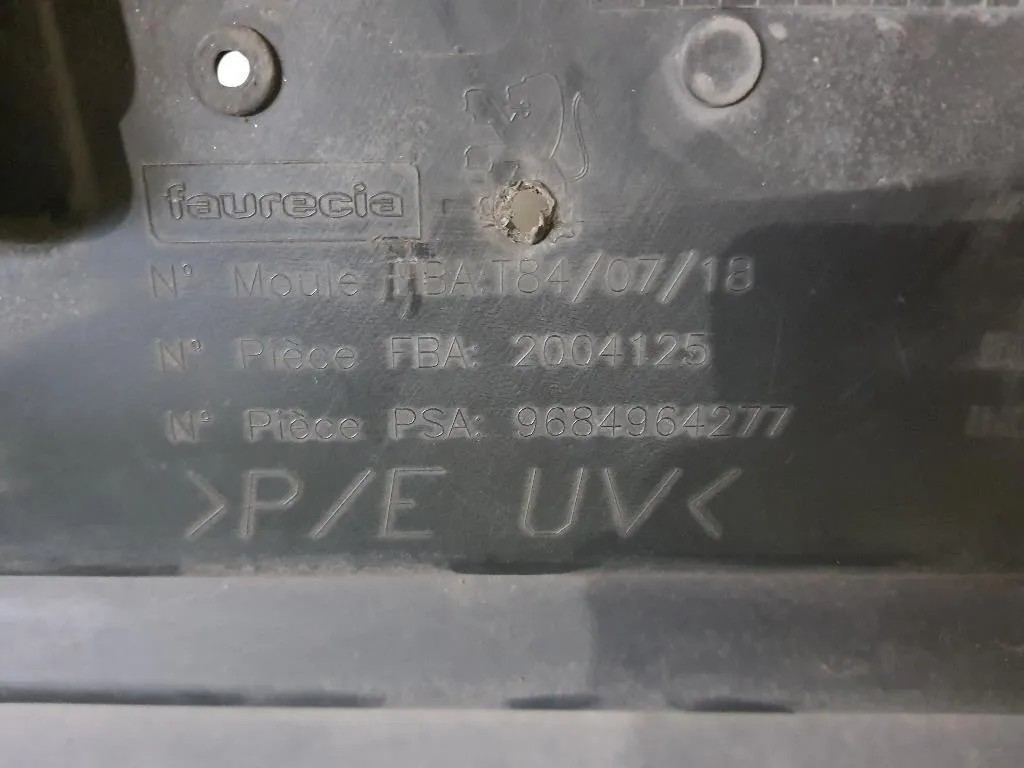 faurecia
N° Moule FBA:T84/07/18
N° Pièce FBA: 2004125
N° Pièce PSA: 9684964277
>P/E UV<